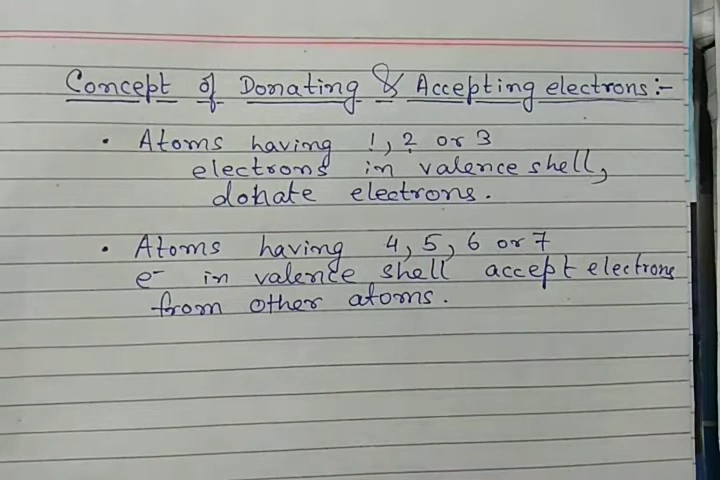 Concept of Donating & Accepting electrons:-
• Atoms having 1, 2 or 3
electrons in valence shell,
donate electrons.
• Atoms having 4, 5, 6 or 7
e⁻ in valence shell accept electrons
from other atoms.